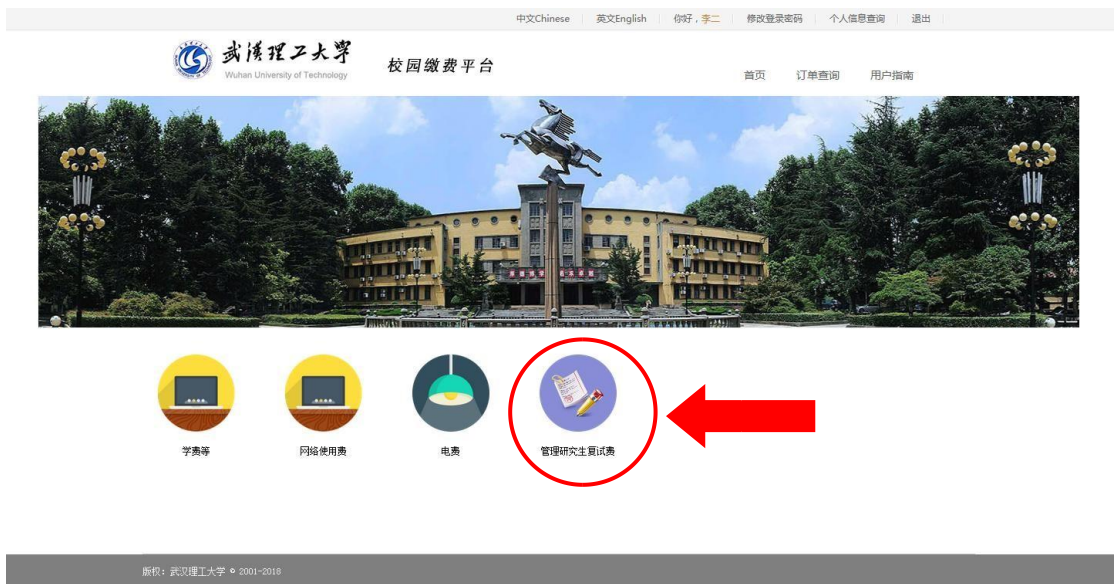 中文Chinese 英文English 你好，李二 修改登录密码 个人信息查询 退出
武汉理工大学
Wuhan University of Technology
校园缴费平台
首页 订单查询 用户指南
学费等 网络使用费 电费 管理研究生复试费
版权：武汉理工大学 © 2001-2018